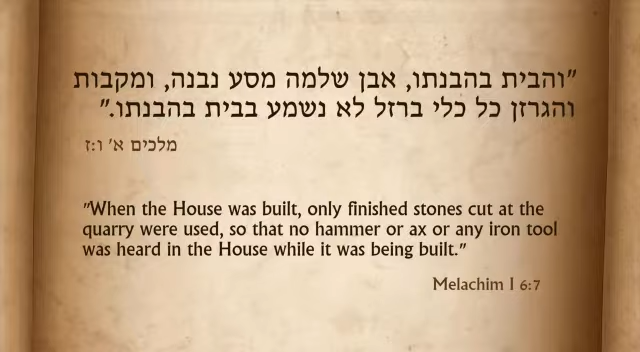 "והבית בהבנתו, אבן שלמה מסע נבנה, ומקבות
והגרזן כל כלי ברזל לא נשמע בבית בהבנתו."
מלכים א' ו:ז
"When the House was built, only finished stones cut at the
quarry were used, so that no hammer or ax or any iron tool
was heard in the House while it was being built."
Melachim I 6:7